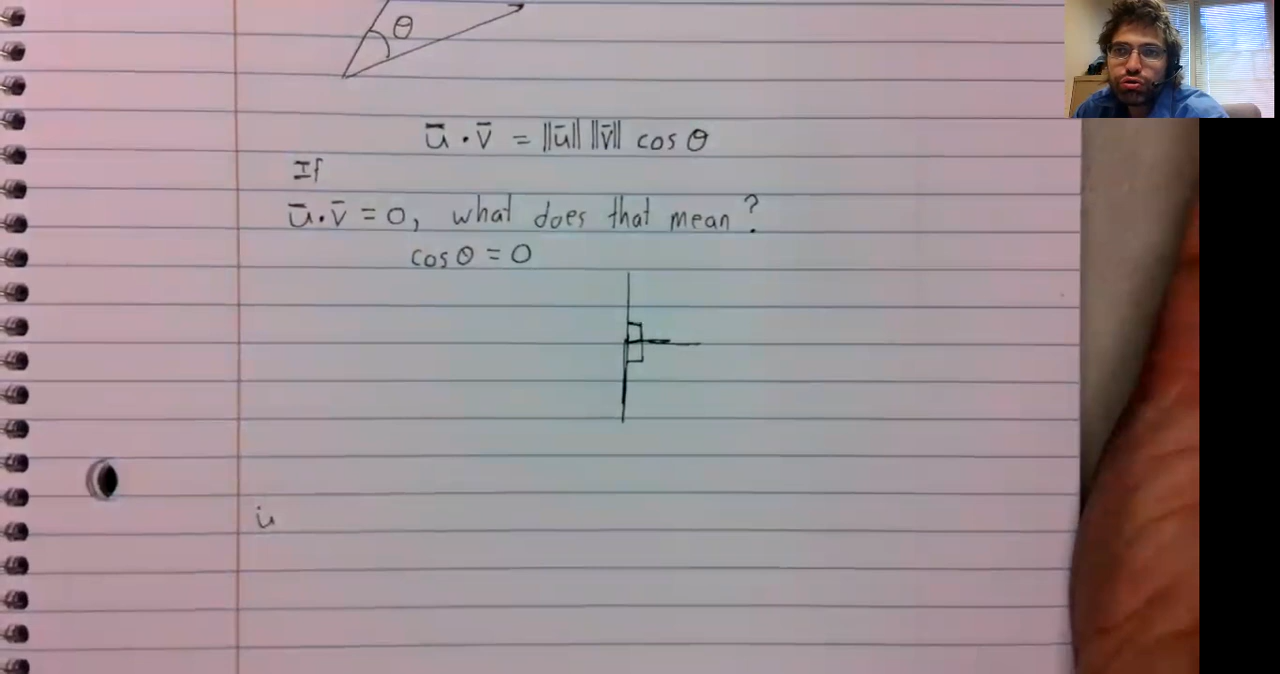 θ
ū · v̄ = ||ū|| ||v̄|| cos θ
If
ū · v̄ = 0, what does that mean?
cos θ = 0
u